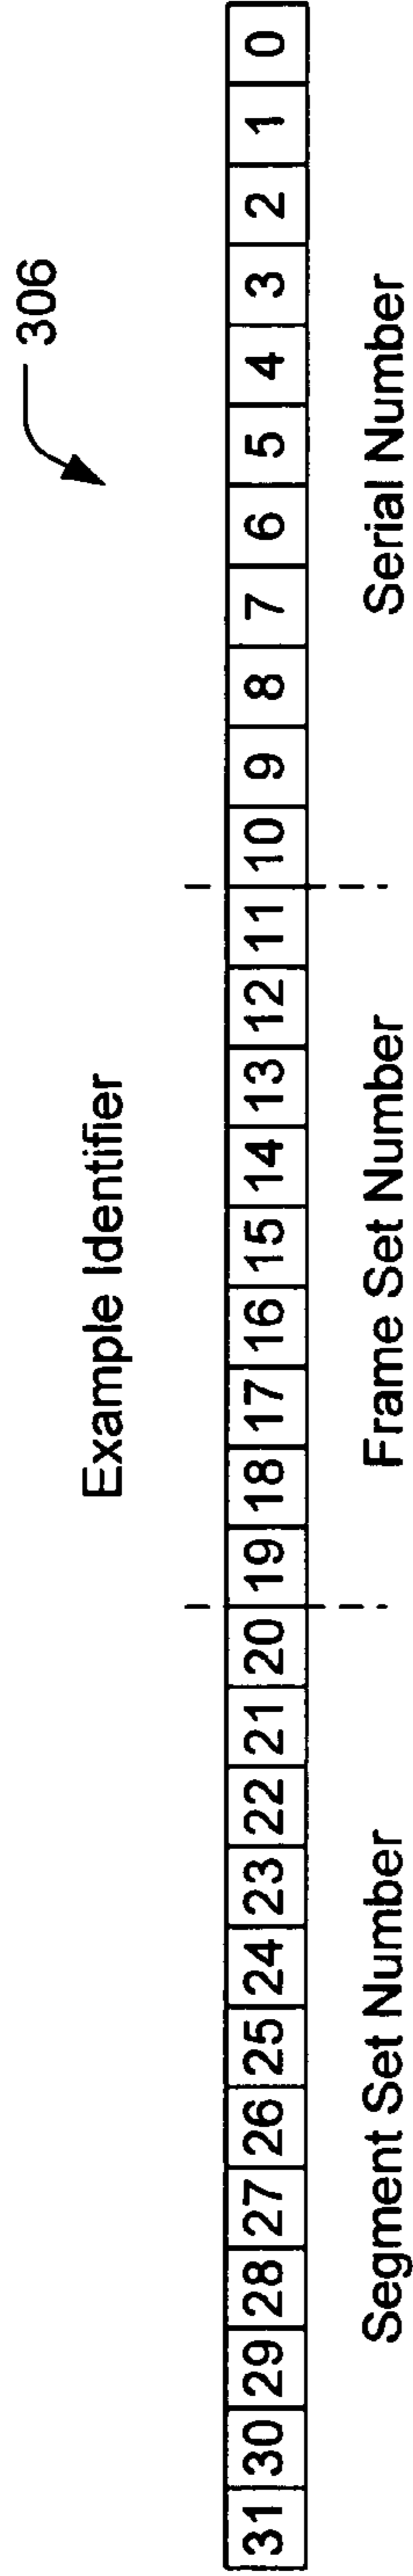 306
Example Identifier
31 30 29 28 27 26 25 24 23 22 21 20 19 18 17 16 15 14 13 12 11 10 9 8 7 6 5 4 3 2 1 0
Segment Set Number Frame Set Number Serial Number